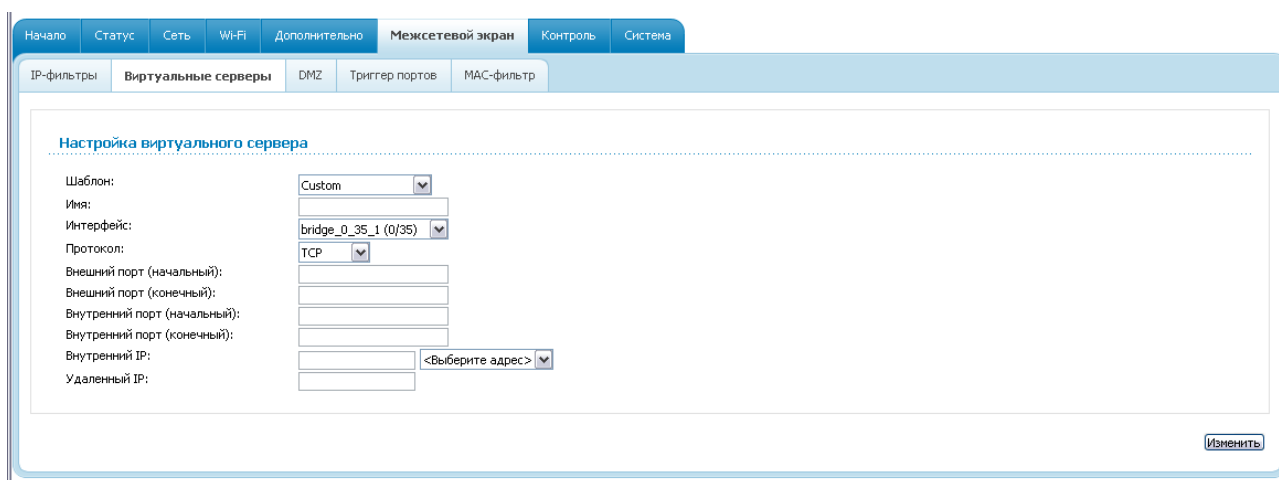 Начало Статус Сеть Wi-Fi Дополнительно Межсетевой экран Контроль Система
IP-фильтры Виртуальные серверы DMZ Триггер портов MAC-фильтр
Настройка виртуального сервера
Шаблон: Custom
Имя:
Интерфейс: bridge_0_35_1 (0/35)
Протокол: TCP
Внешний порт (начальный):
Внешний порт (конечный):
Внутренний порт (начальный):
Внутренний порт (конечный):
Внутренний IP: <Выберите адрес>
Удаленный IP:
Изменить